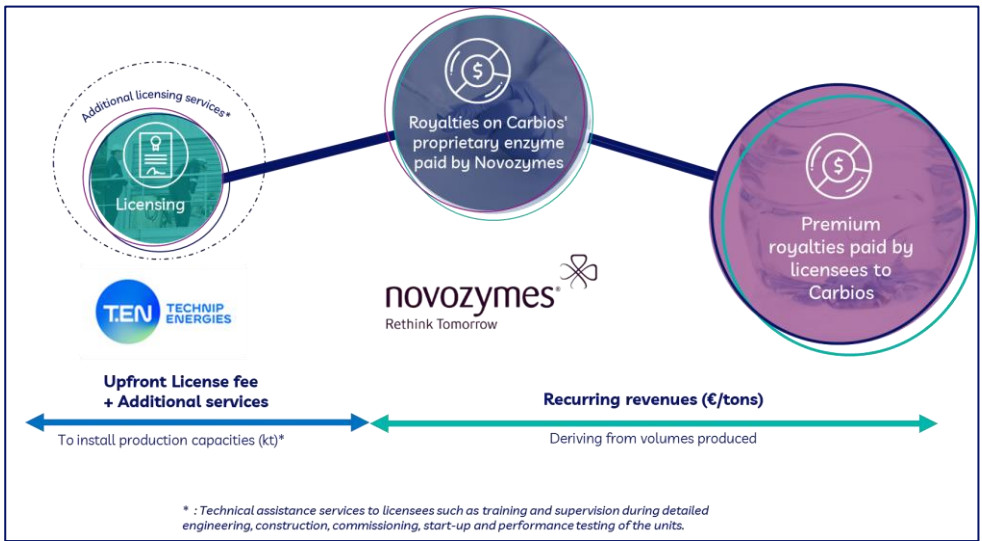 Additional licensing services*
Licensing
Royalties on Carbios'
proprietary enzyme
paid by Novozymes
Premium
royalties paid by
licensees to
Carbios
T.EN TECHNIP
ENERGIES
novozymes®
Rethink Tomorrow
Upfront License fee
+ Additional services
To install production capacities (kt)*
Recurring revenues (€/tons)
Deriving from volumes produced
* : Technical assistance services to licensees such as training and supervision during detailed
engineering, construction, commissioning, start-up and performance testing of the units.